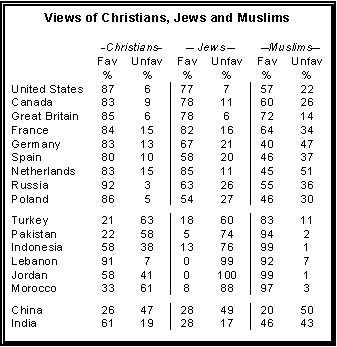 Views of Christians, Jews and Muslims
-Christians- — Jews — —Muslims—
Fav Unfav Fav Unfav Fav Unfav
% % % % % %
United States 87 6 77 7 57 22
Canada 83 9 78 11 60 26
Great Britain 85 6 78 6 72 14
France 84 15 82 16 64 34
Germany 83 13 67 21 40 47
Spain 80 10 58 20 46 37
Netherlands 83 15 85 11 45 51
Russia 92 3 63 26 55 36
Poland 86 5 54 27 46 30
Turkey 21 63 18 60 83 11
Pakistan 22 58 5 74 94 2
Indonesia 58 38 13 76 99 1
Lebanon 91 7 0 99 92 7
Jordan 58 41 0 100 99 1
Morocco 33 61 8 88 97 3
China 26 47 28 49 20 50
India 61 19 28 17 46 43